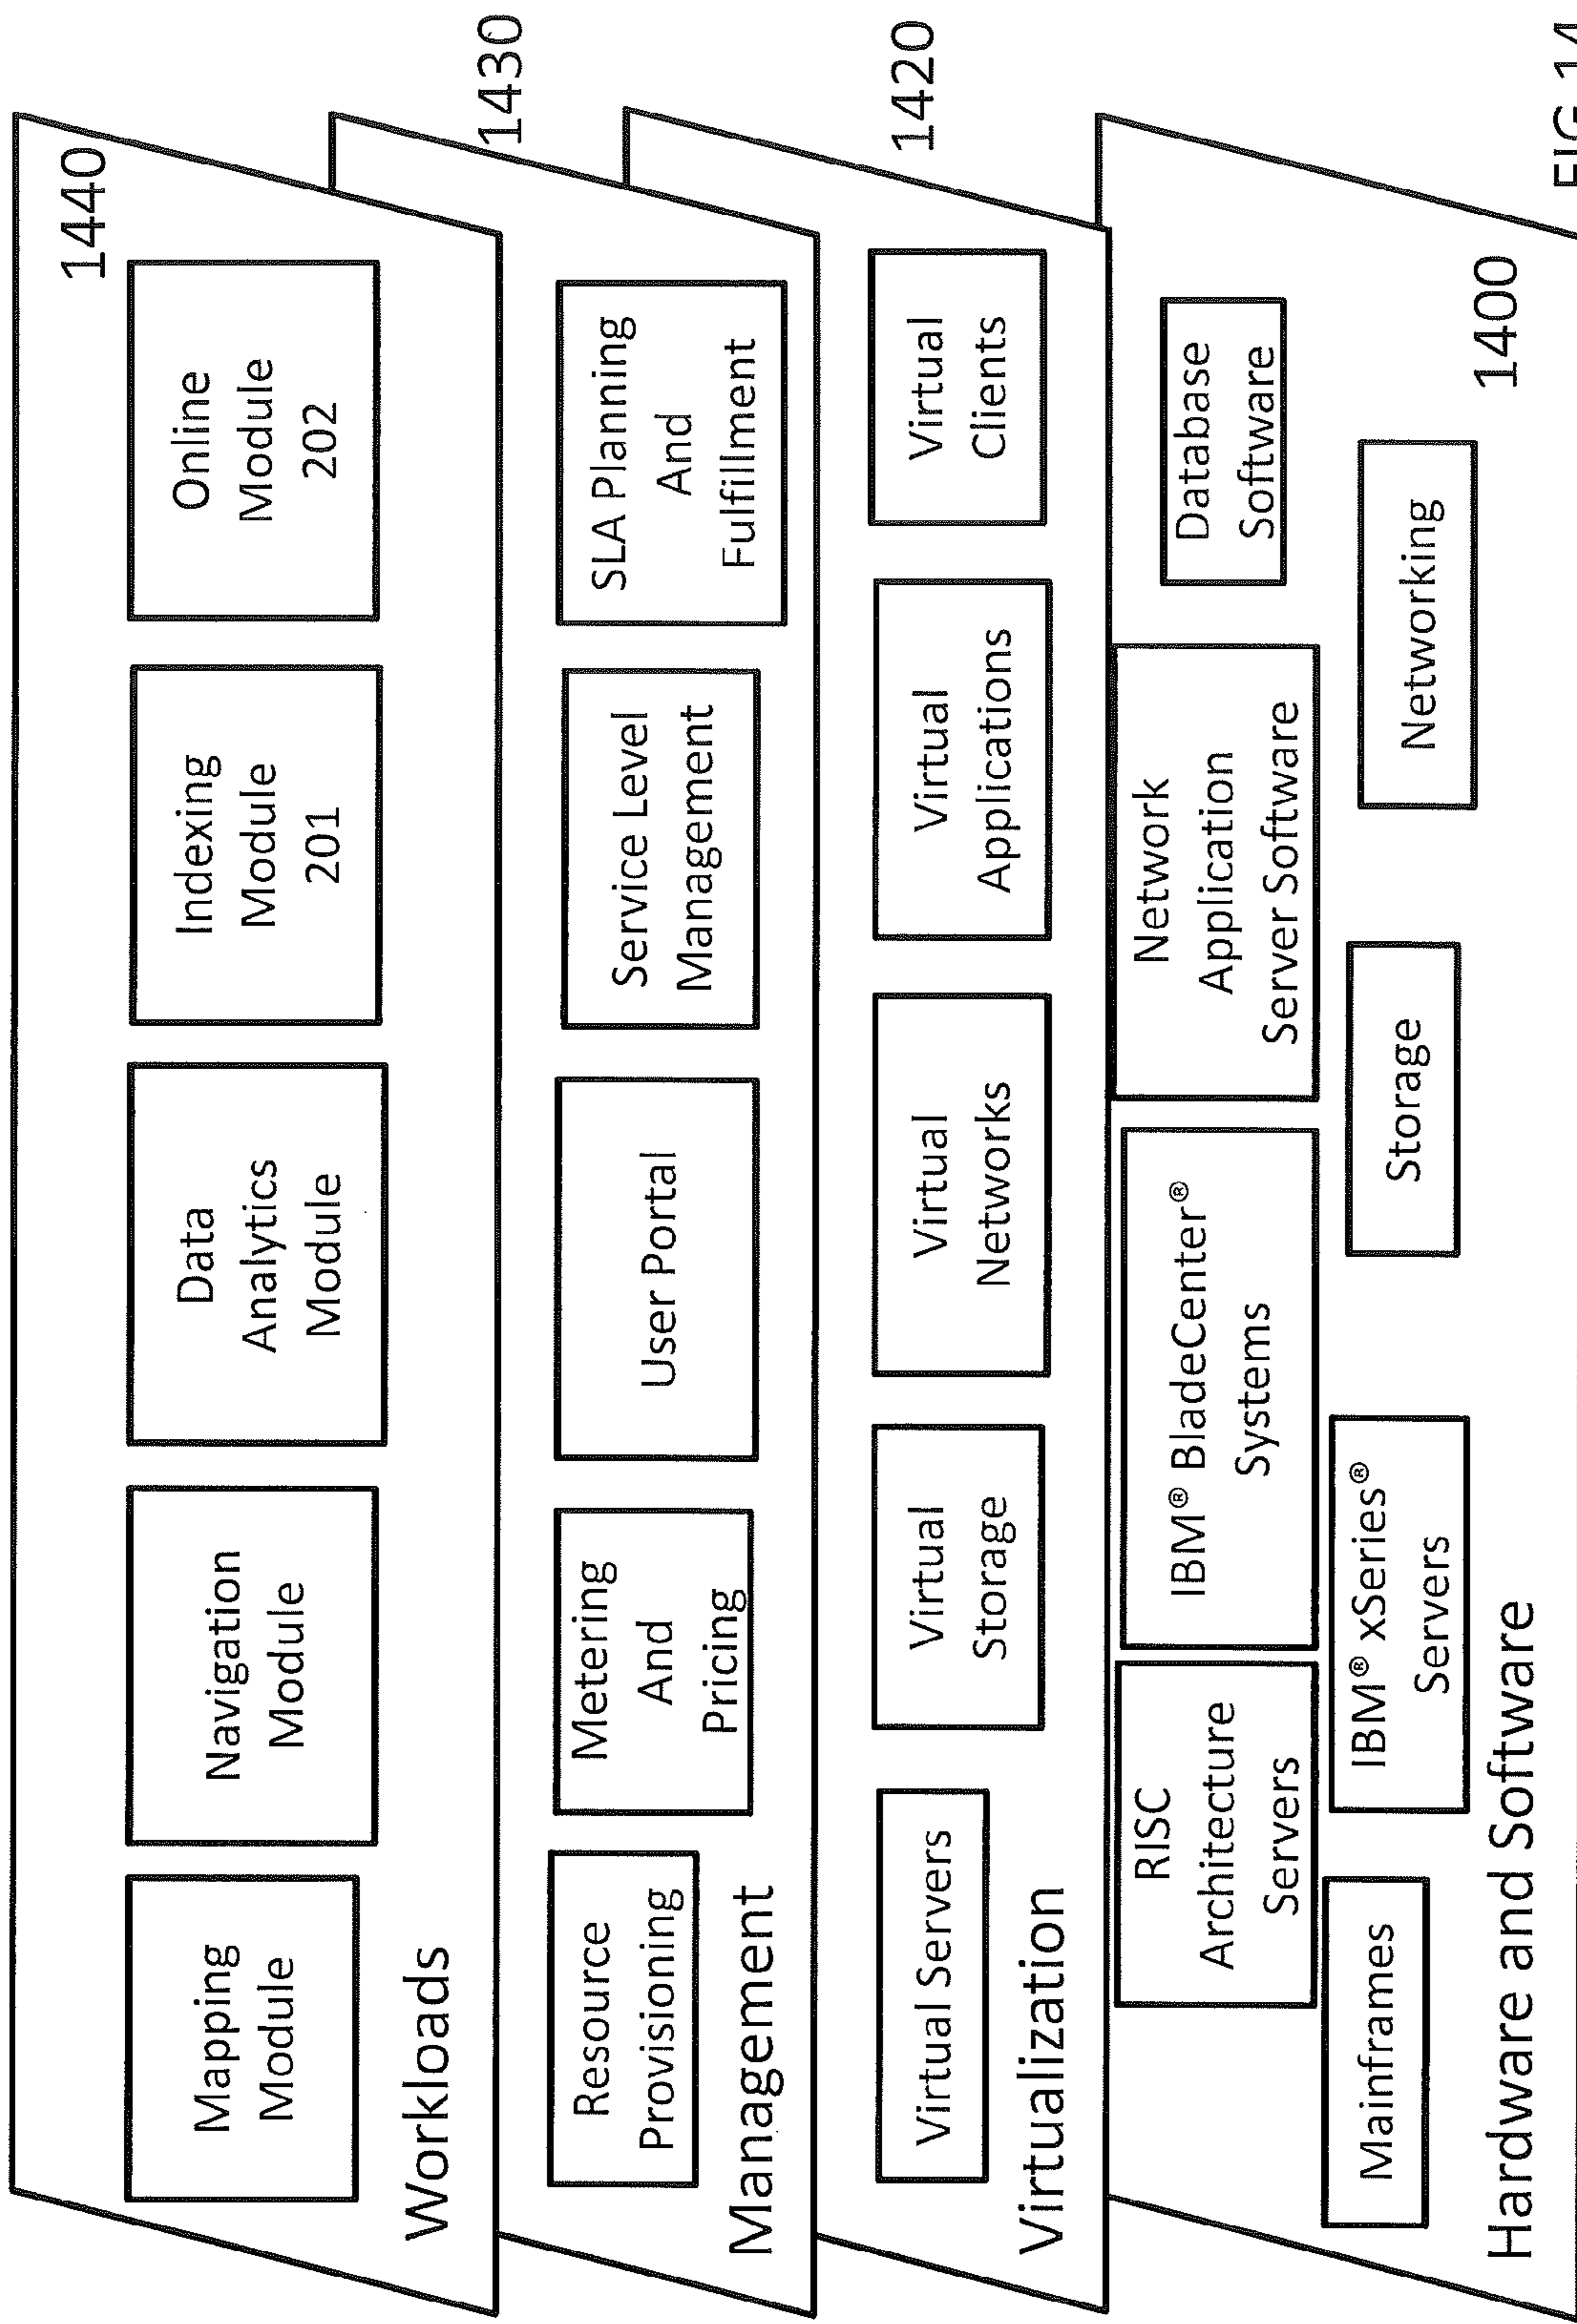 1440
Mapping
Module
Navigation
Module
Data
Analytics
Module
Indexing
Module
201
Online
Module
202
Workloads
1430
Resource
Provisioning
Metering
And
Pricing
User Portal
Service Level
Management
SLA Planning
And
Fulfillment
Management
1420
Virtual Servers
Virtual
Storage
Virtual
Networks
Virtual
Applications
Virtual
Clients
Virtualization
RISC
Architecture
Servers
IBM® BladeCenter®
Systems
Network
Application
Server Software
Database
Software
Mainframes
IBM® xSeries®
Servers
Storage
Networking
1400
Hardware and Software
FIG 14